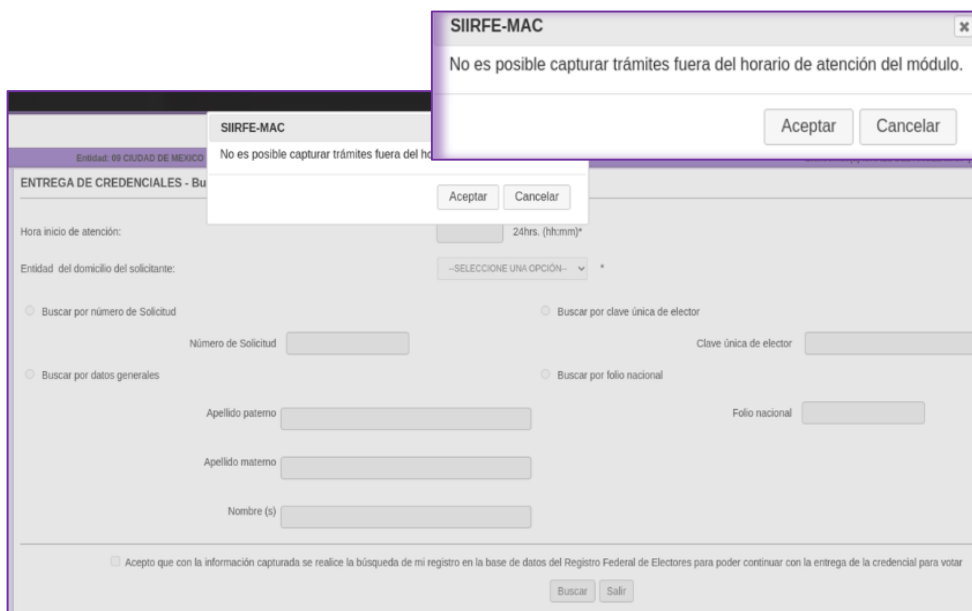 SIIRFE-MAC
No es posible capturar trámites fuera del horario de atención del módulo.
Aceptar Cancelar
SIIRFE-MAC
No es posible capturar trámites fuera del ho
Aceptar Cancelar
Entidad: 09 CIUDAD DE MEXICO
ENTREGA DE CREDENCIALES - Bu
Hora inicio de atención: 24hrs. (hh:mm)*
Entidad del domicilio del solicitante: --SELECCIONE UNA OPCIÓN-- *
Buscar por número de Solicitud Buscar por clave única de elector
Número de Solicitud Clave única de elector
Buscar por datos generales Buscar por folio nacional
Apellido paterno Folio nacional
Apellido materno
Nombre (s)
Acepto que con la información capturada se realice la búsqueda de mi registro en la base de datos del Registro Federal de Electores para poder continuar con la entrega de la credencial para votar
Buscar Salir